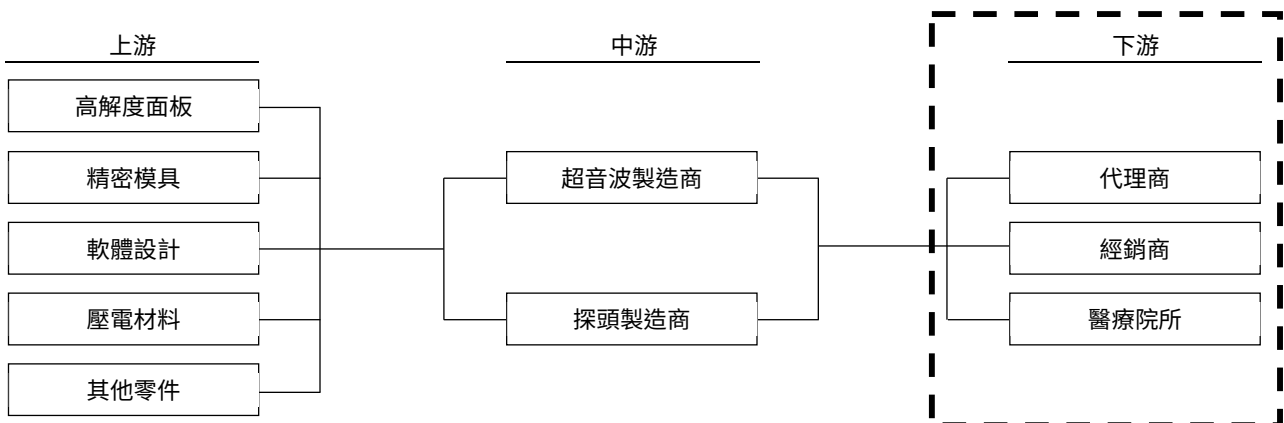 上游
中游
下游
高解度面板
精密模具
超音波製造商
代理商
軟體設計
經銷商
壓電材料
探頭製造商
醫療院所
其他零件